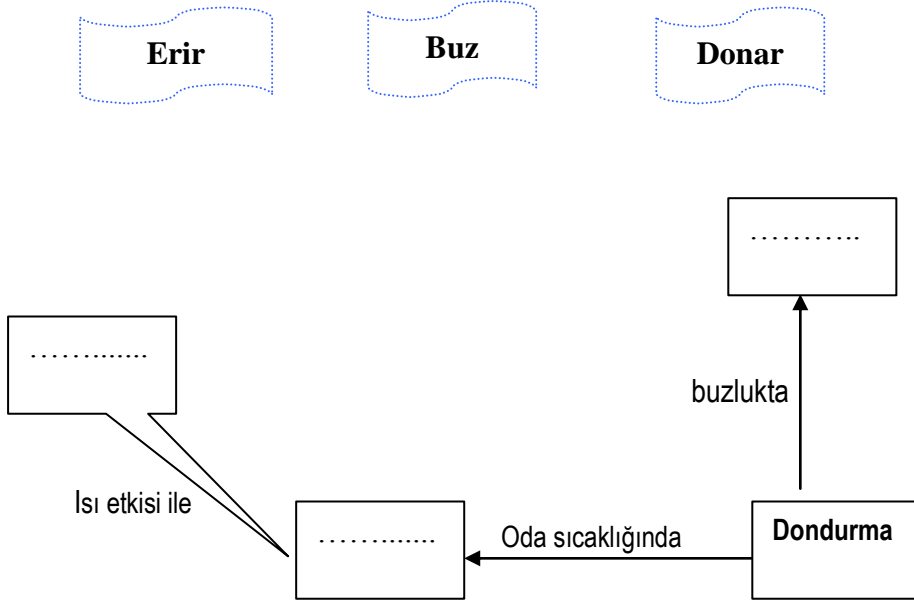 Erir
Buz
Donar
...........
............
buzlukta
Isı etkisi ile
............
Oda sıcaklığında
Dondurma